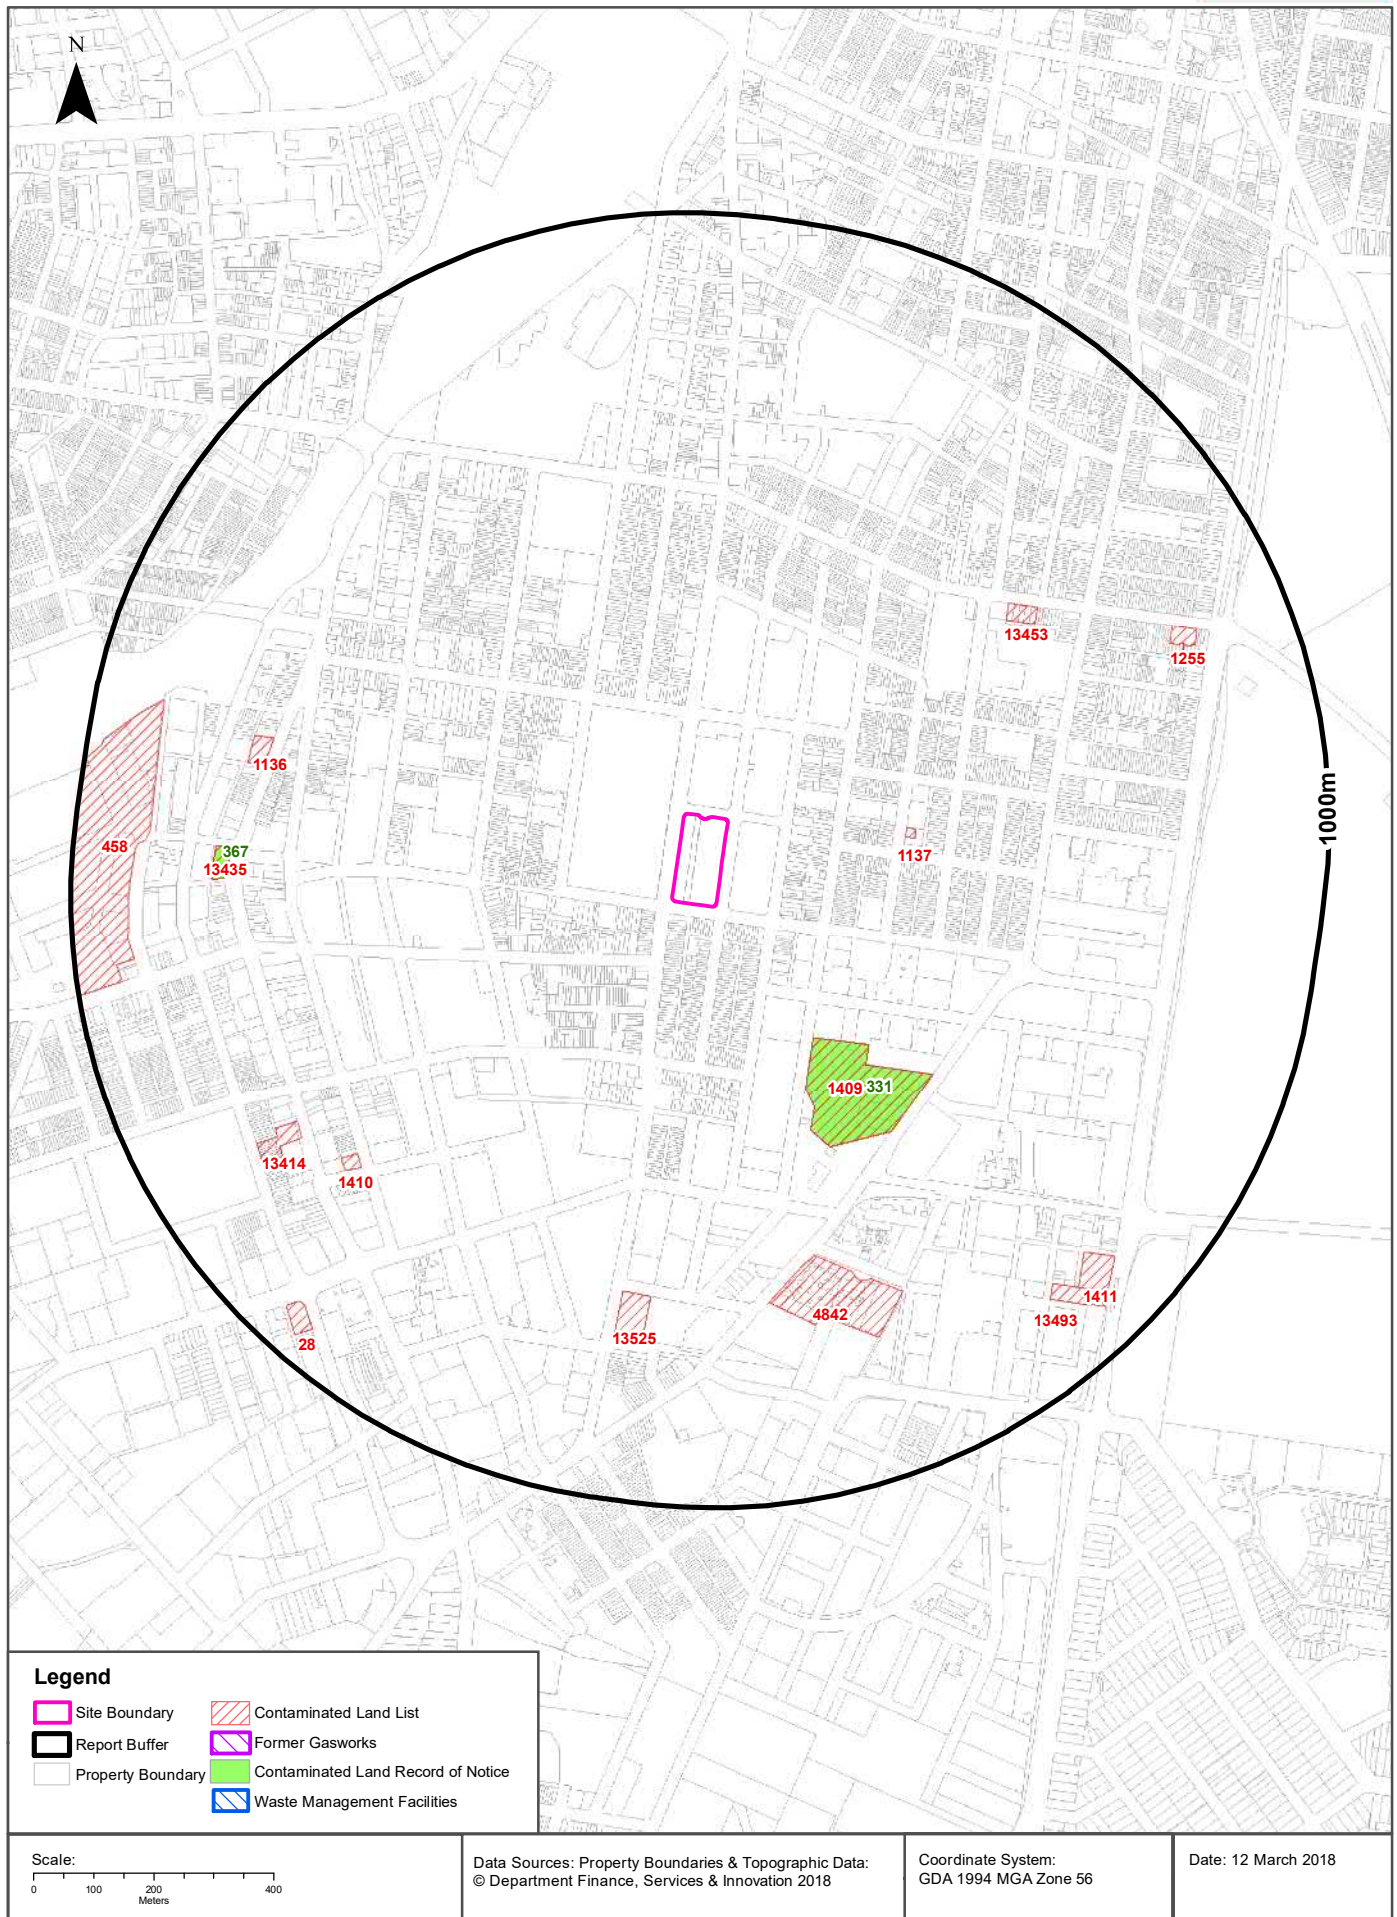 N
13453
1255
1136
1000m
458
367
13435
1137
1409 331
13414
1410
1411
4842
13493
13525
28
Legend
Site Boundary
Contaminated Land List
Report Buffer
Former Gasworks
Property Boundary
Contaminated Land Record of Notice
Waste Management Facilities
Scale:
0 100 200 400
Meters
Data Sources: Property Boundaries & Topographic Data:
© Department Finance, Services & Innovation 2018
Coordinate System:
GDA 1994 MGA Zone 56
Date: 12 March 2018